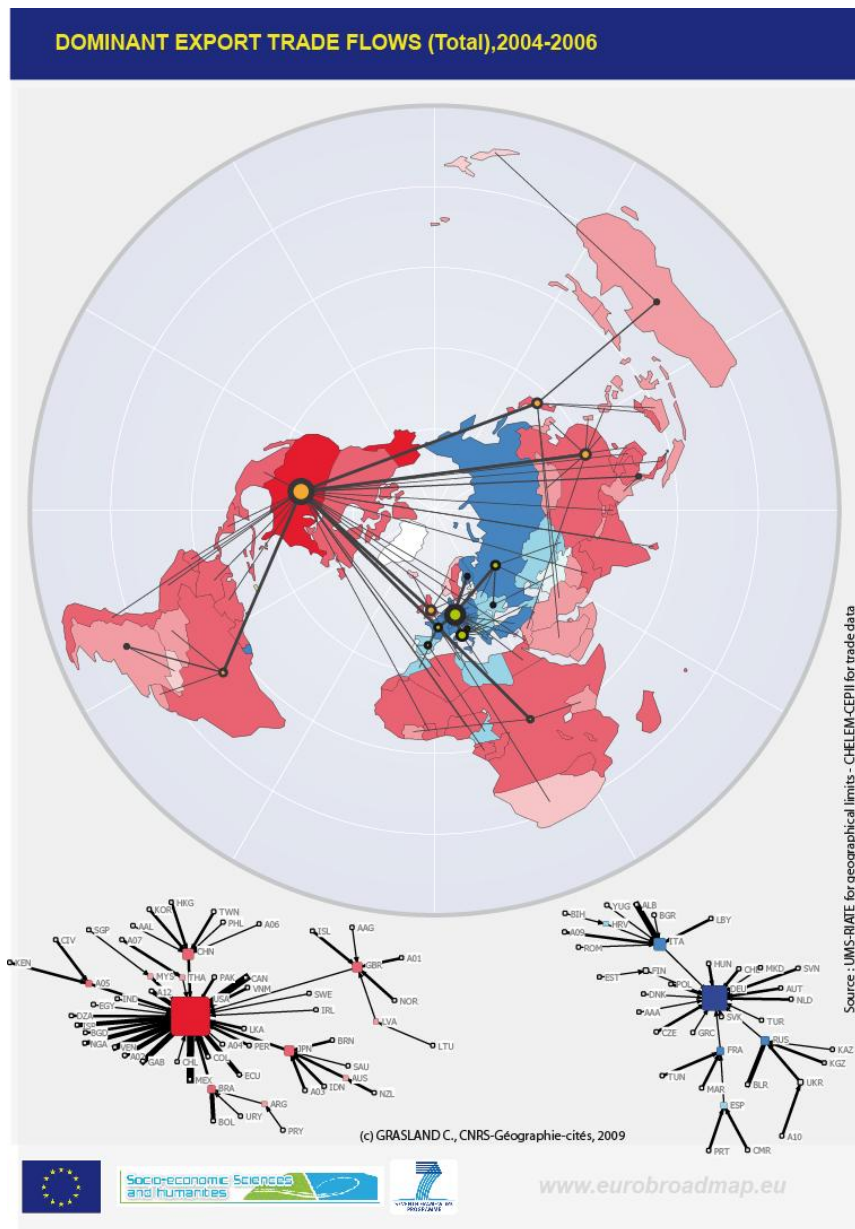 DOMINANT EXPORT TRADE FLOWS (Total),2004-2006
Source : UMS-RIATE for geographical limits - CHELEM-CEPII for trade data
HKG
KOR
TWN
SGP
AAL
PHL
A06
CIV
A07
CHN
KEN
MYS
THA
PAK
CAN
A05
A12
VNM
IND
USA
EGY
DZA
ISR
LKA
BGD
NGA
VEN
A04
PER
A02
COL
GAB
CHL
ECU
MEX
BRA
ARG
BOL
URY
PRY
JPN
BRN
SAU
AUS
A03
IDN
NZL
ISL
AAG
GBR
A01
NOR
SWE
IRL
LVA
LTU
YUG
ALB
BIH
HRV
BGR
LBY
A09
ITA
ROM
EST
FIN
HUN
CHE
MKD
SVN
POL
DEU
AUT
DNK
NLD
AAA
SVK
TUR
CZE
GRC
RUS
FRA
KAZ
KGZ
TUN
MAR
BLR
UKR
ESP
A10
PRT
CMR
(c) GRASLAND C., CNRS-Géographie-cités, 2009
Socio-economic Sciences
and humanities
SEVENTH FRAMEWORK
PROGRAMME
www.eurobroadmap.eu